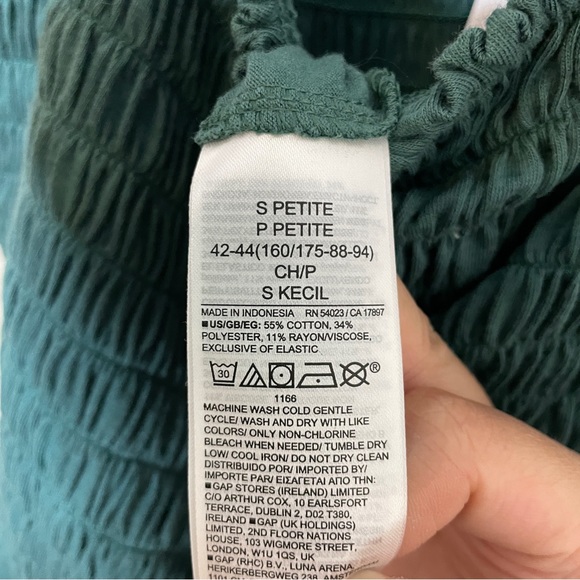 S PETITE
P PETITE
42-44(160/175-88-94)
CH/P
S KECIL
MADE IN INDONESIA RN 54023 / CA 17897
■US/GB/EG: 55% COTTON, 34%
POLYESTER, 11% RAYON/VISCOSE,
EXCLUSIVE OF ELASTIC
30 ®
1166
MACHINE WASH COLD GENTLE
CYCLE/ WASH AND DRY WITH LIKE
COLORS/ ONLY NON-CHLORINE
BLEACH WHEN NEEDED/ TUMBLE DRY
LOW/ COOL IRON/ DO NOT DRY CLEAN
DISTRIBUIDO POR/ IMPORTED BY/
IMPORTE PAR/ ΕΙΣΑΓΕΤΑΙ ΑΠΟ ΤΗΝ:
■GAP STORES (IRELAND) LIMITED
C/O ARTHUR COX, 10 EARLSFORT
TERRACE, DUBLIN 2, D02 T380,
IRELAND ■GAP (UK HOLDINGS)
LIMITED, 2ND FLOOR NATIONS
HOUSE, 103 WIGMORE STREET,
LONDON, W1U 1QS, UK
■GAP (RHC) B.V., LUNA ARENA,
HERIKERBERGWEG 238,
1101